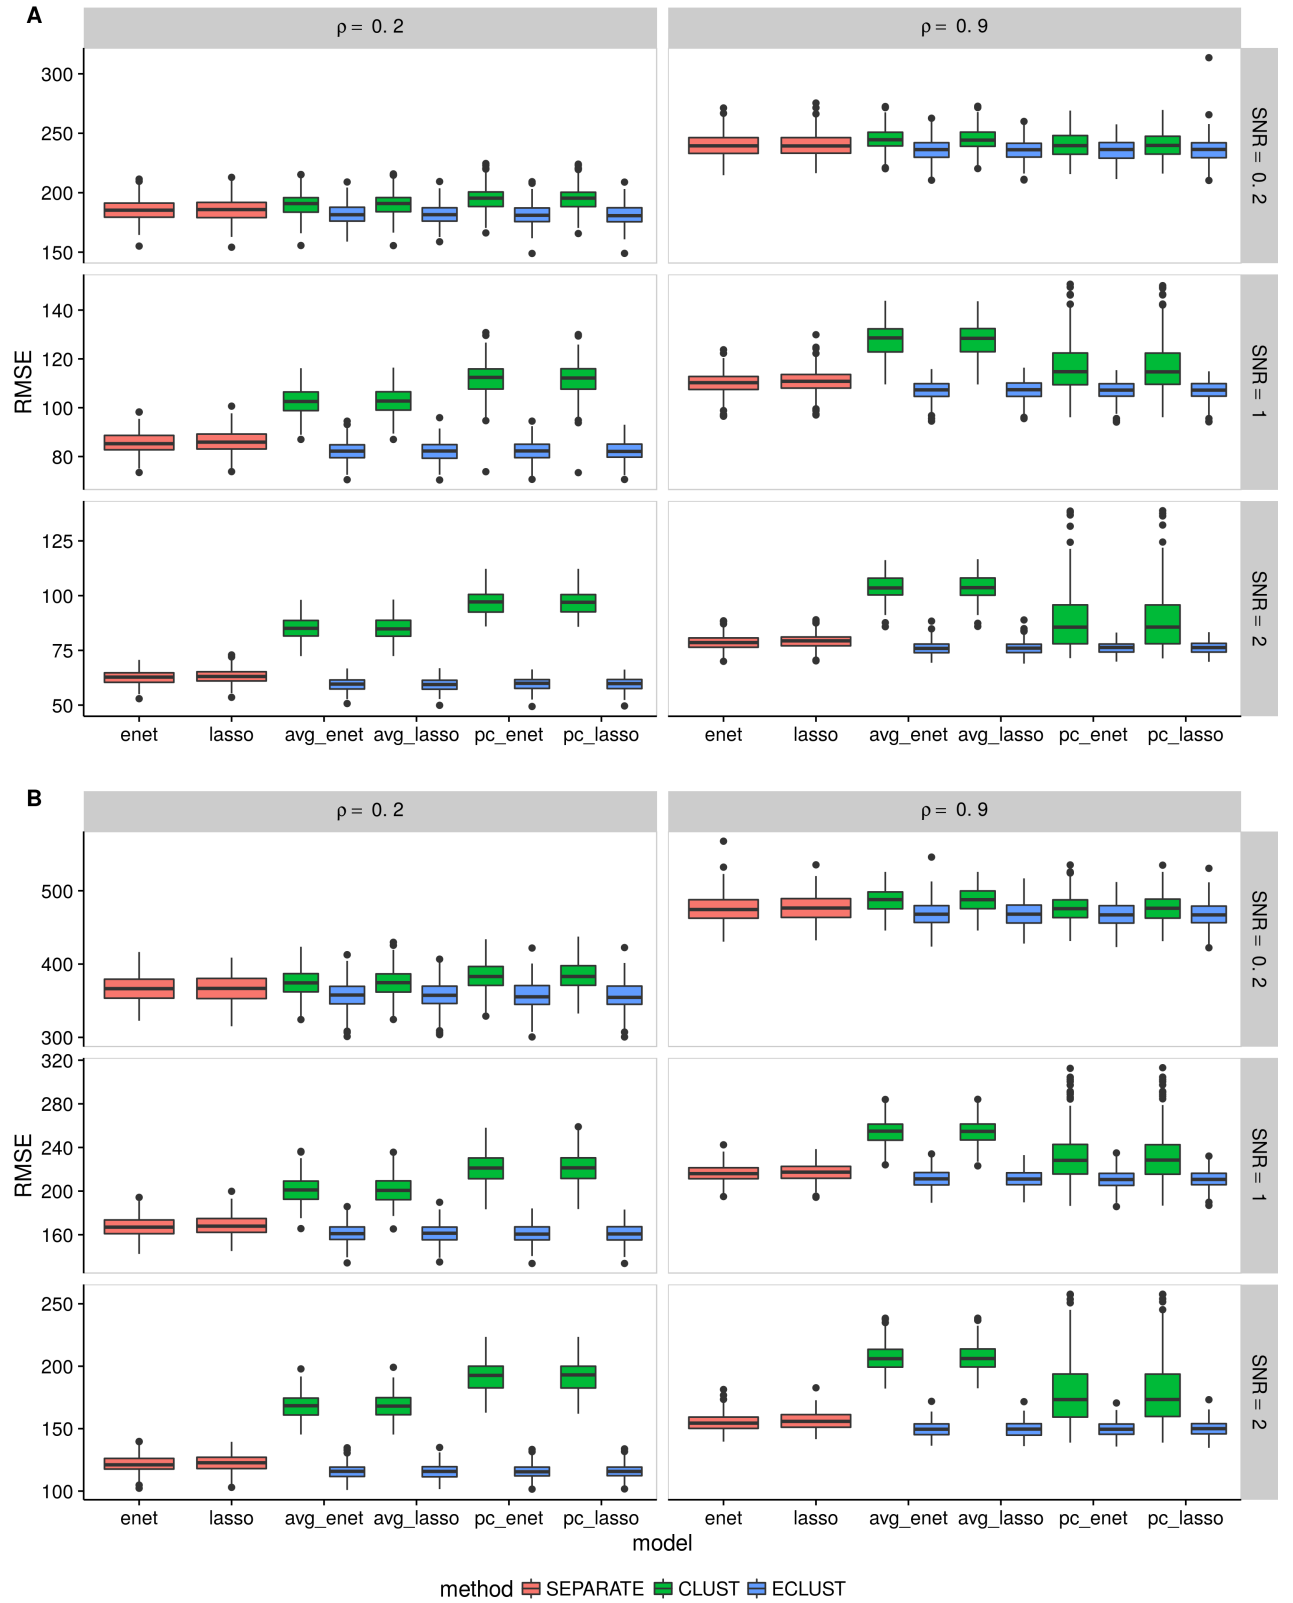 A
ρ = 0. 2
ρ = 0. 9
300
250
200
150
SNR = 0. 2
140
120
100
80
SNR = 1
RMSE
125
100
75
50
SNR = 2
enet lasso avg_enet avg_lasso pc_enet pc_lasso
enet lasso avg_enet avg_lasso pc_enet pc_lasso
B
ρ = 0. 2
ρ = 0. 9
500
400
300
SNR = 0. 2
320
280
240
200
160
SNR = 1
RMSE
250
200
150
100
SNR = 2
enet lasso avg_enet avg_lasso pc_enet pc_lasso
enet lasso avg_enet avg_lasso pc_enet pc_lasso
model
method SEPARATE CLUST ECLUST